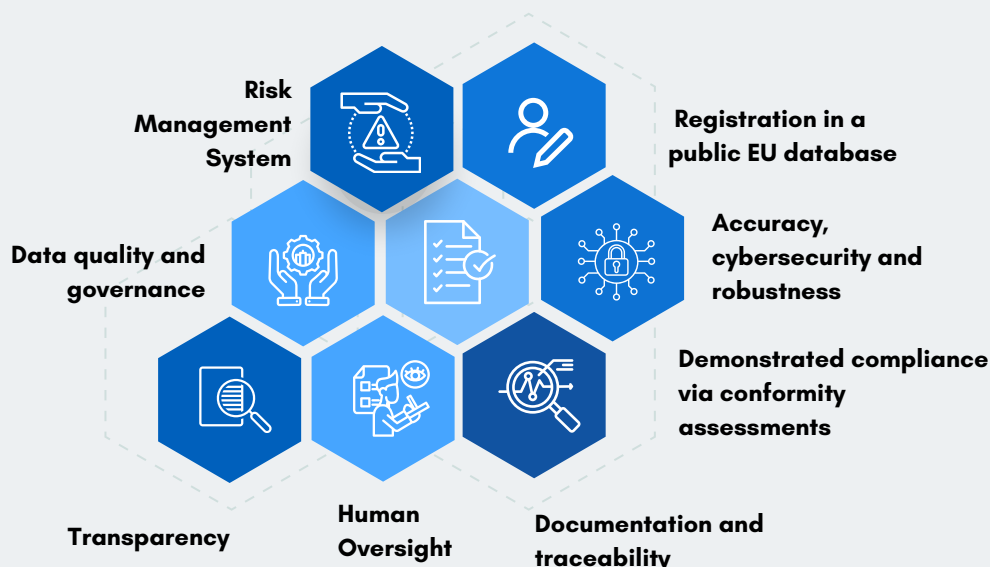 Risk
Management
System
Registration in a
public EU database
Data quality and
governance
Accuracy,
cybersecurity and
robustness
Demonstrated compliance
via conformity
assessments
Transparency
Human
Oversight
Documentation and
traceability